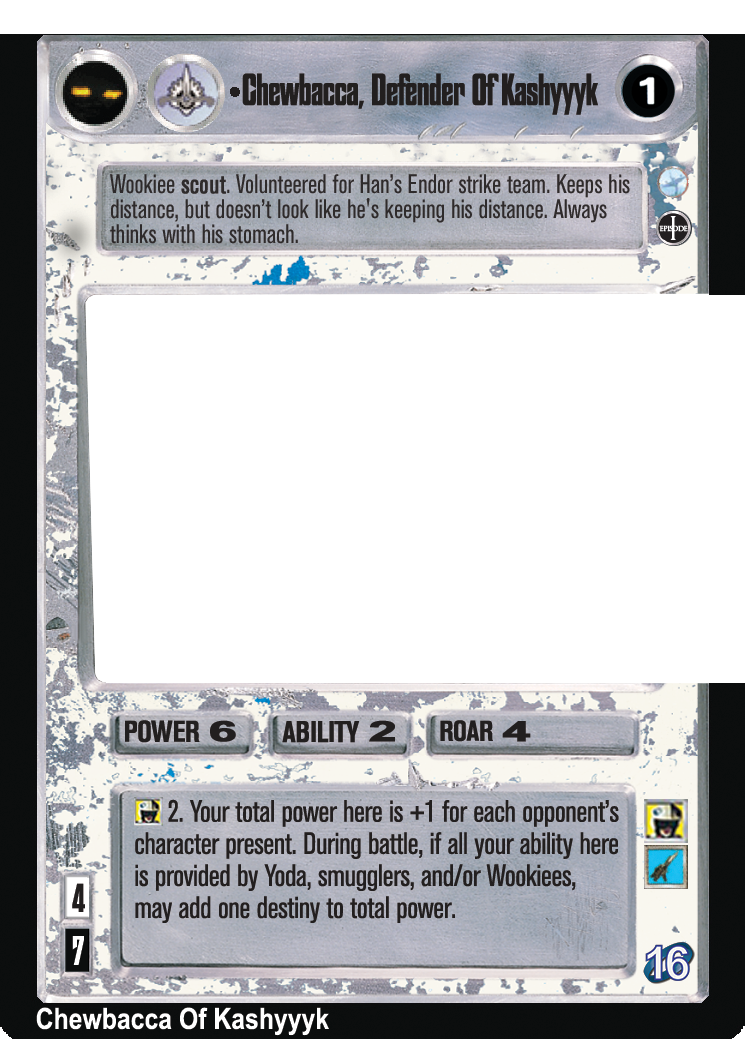 •Chewbacca, Defender Of Kashyyyk
1
Wookiee scout. Volunteered for Han's Endor strike team. Keeps his
distance, but doesn't look like he's keeping his distance. Always
thinks with his stomach.
EPISODE I
POWER 6
ABILITY 2
ROAR 4
2. Your total power here is +1 for each opponent's
character present. During battle, if all your ability here
is provided by Yoda, smugglers, and/or Wookiees,
may add one destiny to total power.
4
7
16
Chewbacca Of Kashyyyk